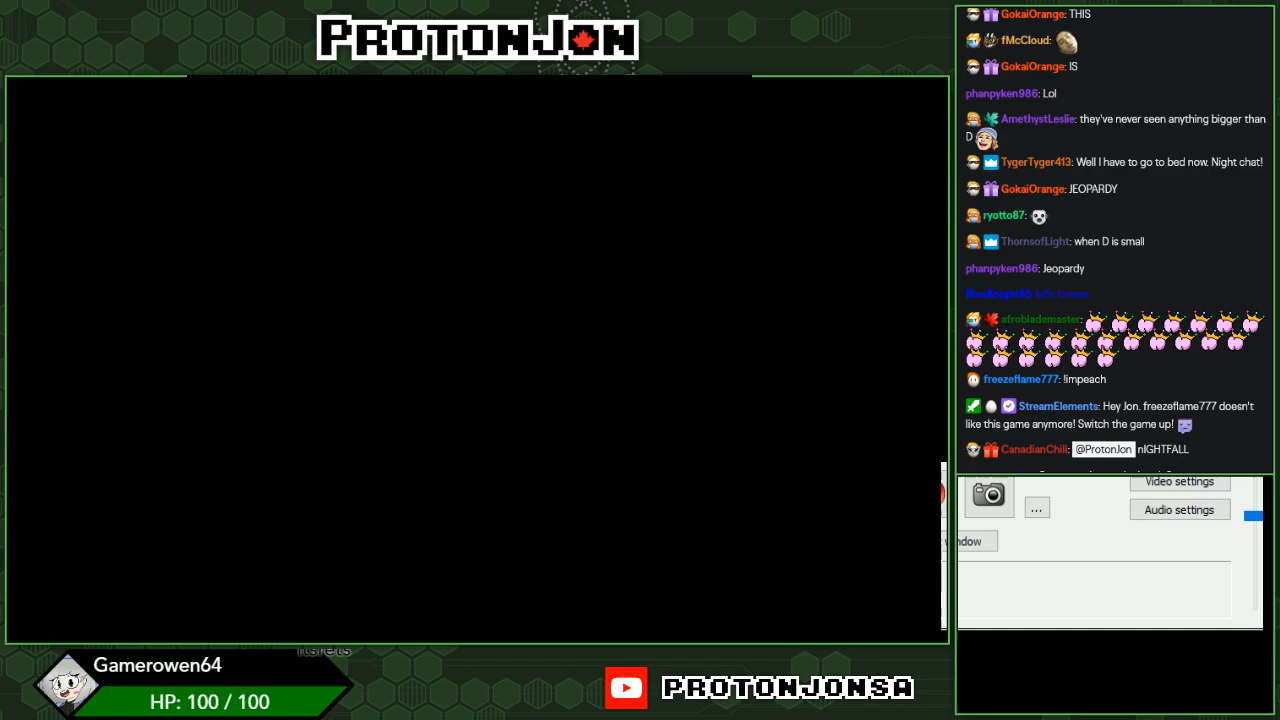 PROTONJON
GokaiOrange: THIS
fMcCloud:
GokaiOrange: IS
phanpyken986: Lol
AmethystLeslie: they've never seen anything bigger than
D
TygerTyger413: Well I have to go to bed now. Night chat!
GokaiOrange: JEOPARDY
ryotto87:
ThornsofLight: when D is small
phanpyken986: Jeopardy
afroblademaster:
freezeflame777: !impeach
StreamElements: Hey Jon. freezeflame777 doesn't
like this game anymore! Switch the game up!
CanadianChill: @ProtonJon nIGHTFALL
Video settings
...
Audio settings
Gamerowen64
HP: 100 / 100
PROTONJONSA